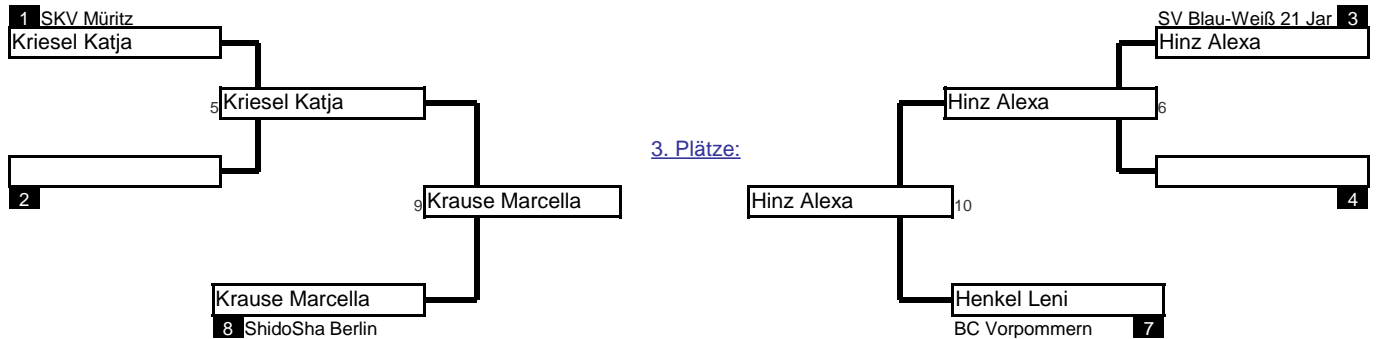 1 SKV Müritz
Kriesel Katja
SV Blau-Weiß 21 Jar 3
Hinz Alexa
5 Kriesel Katja
Hinz Alexa 6
3. Plätze:
2
4
9 Krause Marcella
Hinz Alexa 10
Krause Marcella
8 ShidoSha Berlin
Henkel Leni
BC Vorpommern 7